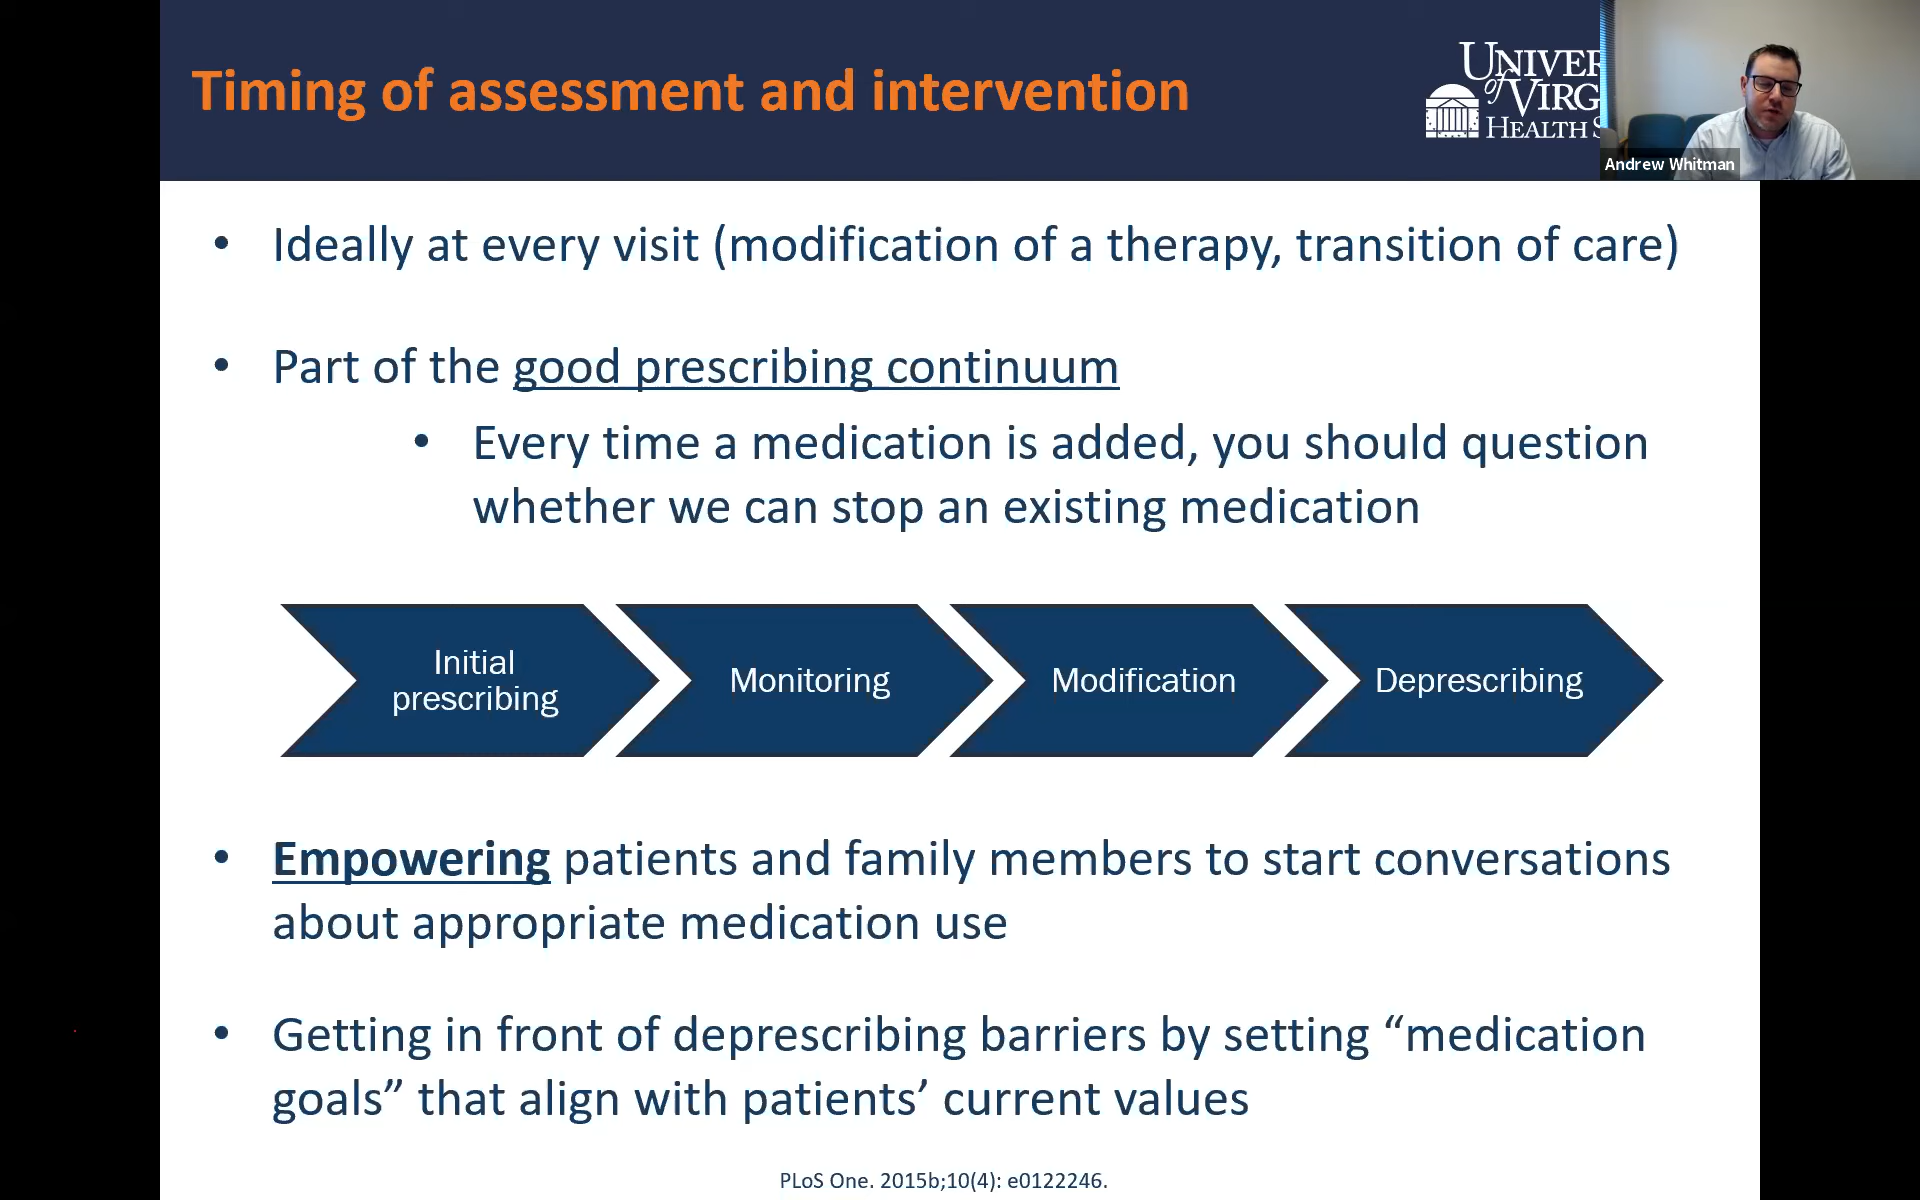 Timing of assessment and intervention
UNIVER
of VIRG
HEALTH S
Andrew Whitman
• Ideally at every visit (modification of a therapy, transition of care)
• Part of the good prescribing continuum
• Every time a medication is added, you should question
whether we can stop an existing medication
Initial
prescribing
Monitoring
Modification
Deprescribing
• Empowering patients and family members to start conversations
about appropriate medication use
• Getting in front of deprescribing barriers by setting “medication
goals” that align with patients’ current values
PLoS One. 2015b;10(4): e0122246.